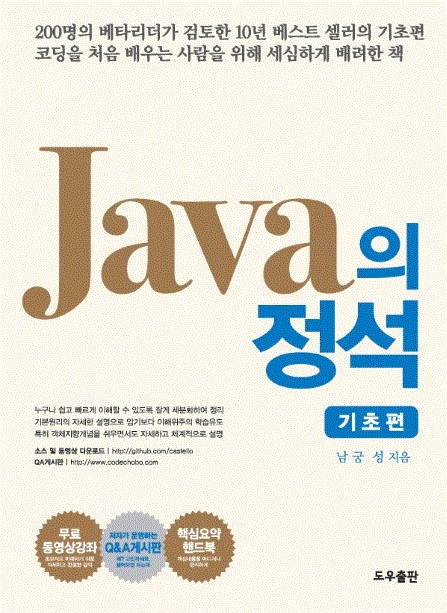 200명의 베타리더가 검토한 10년 베스트 셀러의 기초편
코딩을 처음 배우는 사람을 위해 세심하게 배려한 책
Java의
정석
기초편
남궁 성 지음
누구나 쉽고 빠르게 이해할 수 있도록 잘게 세분화하여 정리
기본원리의 자세한 설명으로 암기보다 이해위주의 학습유도
특히 객체지향개념을 쉬우면서도 자세하고 체계적으로 설명
소스 및 동영상 다운로드 | http://github.com/castello
QA게시판 | http://www.codechobo.com
무료
동영상강좌
저자가 운영하는
Q&A게시판
핵심요약
핸드북
도우출판